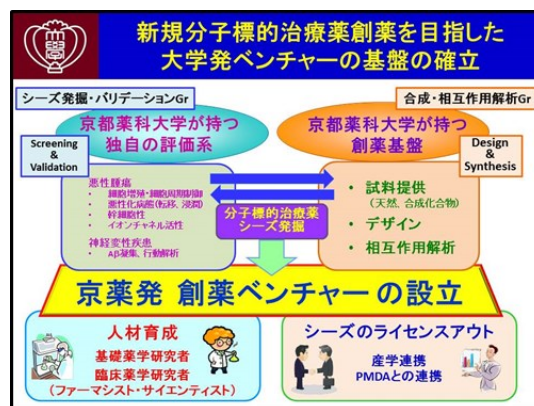 新規分子標的治療薬創薬を目指した
大学発ベンチャーの基盤の確立
シーズ発掘・バリデーションGr
合成・相互作用解析Gr
京都薬科大学が持つ
独自の評価系
京都薬科大学が持つ
創薬基盤
Screening
&
Validation
Design
&
Synthesis
悪性腫瘍
• 細胞増殖・細胞周期制御
• 悪性化病態(転移、浸潤)
• 幹細胞性
• イオンチャネル活性
神経変性疾患
• Aβ凝集、行動解析
分子標的治療薬
シーズ発掘
• 試料提供
(天然、合成化合物)
• デザイン
• 相互作用解析
京薬発 創薬ベンチャーの設立
人材育成
基礎薬学研究者
臨床薬学研究者
(ファーマシスト・サイエンティスト)
シーズのライセンスアウト
産学連携
PMDAとの連携